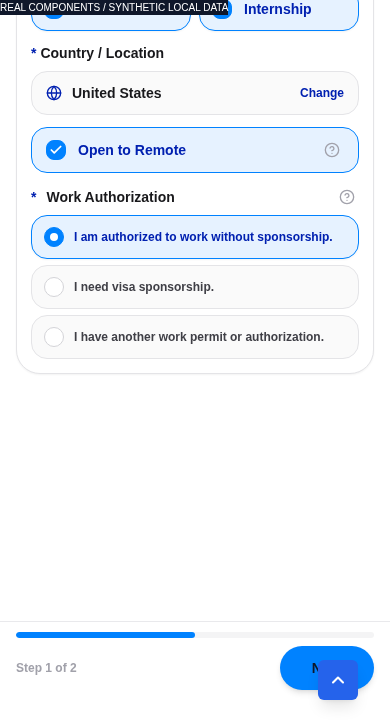 REAL COMPONENTS / SYNTHETIC LOCAL DATA
Internship
* Country / Location
United States
Change
Open to Remote
* Work Authorization
I am authorized to work without sponsorship.
I need visa sponsorship.
I have another work permit or authorization.
Step 1 of 2